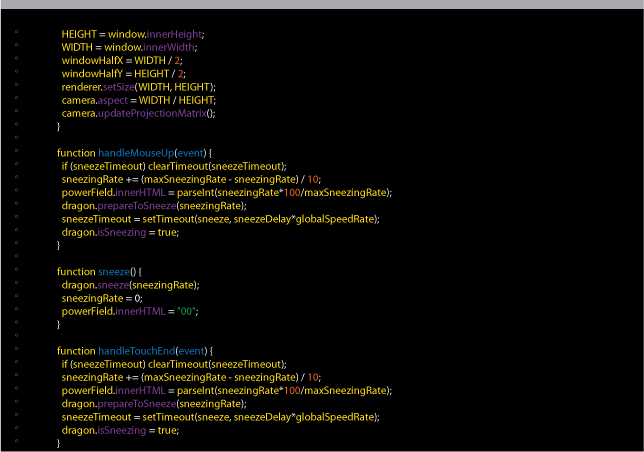 HEIGHT = window.innerHeight;
WIDTH = window.innerWidth;
windowHalfX = WIDTH / 2;
windowHalfY = HEIGHT / 2;
renderer.setSize(WIDTH, HEIGHT);
camera.aspect = WIDTH / HEIGHT;
camera.updateProjectionMatrix();
}
function handleMouseUp(event) {
if (sneezeTimeout) clearTimeout(sneezeTimeout);
sneezingRate += (maxSneezingRate - sneezingRate) / 10;
powerField.innerHTML = parseInt(sneezingRate*100/maxSneezingRate);
dragon.prepareToSneeze(sneezingRate);
sneezeTimeout = setTimeout(sneeze, sneezeDelay*globalSpeedRate);
dragon.isSneezing = true;
}
function sneeze() {
dragon.sneeze(sneezingRate);
sneezingRate = 0;
powerField.innerHTML = "00";
}
function handleTouchEnd(event) {
if (sneezeTimeout) clearTimeout(sneezeTimeout);
sneezingRate += (maxSneezingRate - sneezingRate) / 10;
powerField.innerHTML = parseInt(sneezingRate*100/maxSneezingRate);
dragon.prepareToSneeze(sneezingRate);
sneezeTimeout = setTimeout(sneeze, sneezeDelay*globalSpeedRate);
dragon.isSneezing = true;
}